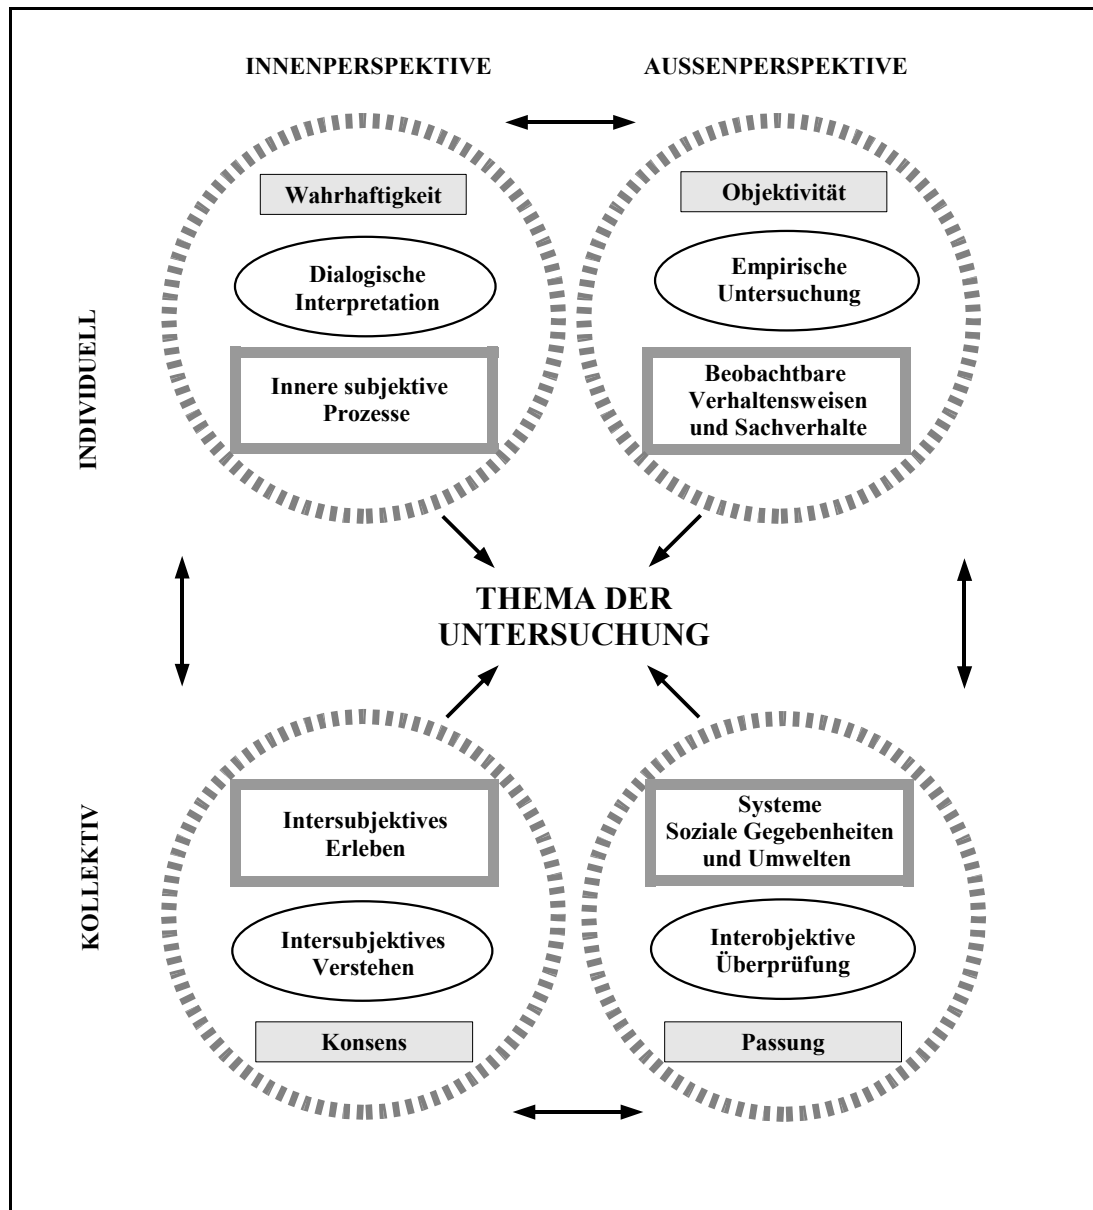 INNENPERSPEKTIVE
AUSSENPERSPEKTIVE
INDIVIDUELL
Wahrhaftigkeit
Dialogische
Interpretation
Innere subjektive
Prozesse
Objektivität
Empirische
Untersuchung
Beobachtbare
Verhaltensweisen
und Sachverhalte
THEMA DER
UNTERSUCHUNG
KOLLEKTIV
Intersubjektives
Erleben
Intersubjektives
Verstehen
Konsens
Systeme
Soziale Gegebenheiten
und Umwelten
Interobjektive
Überprüfung
Passung